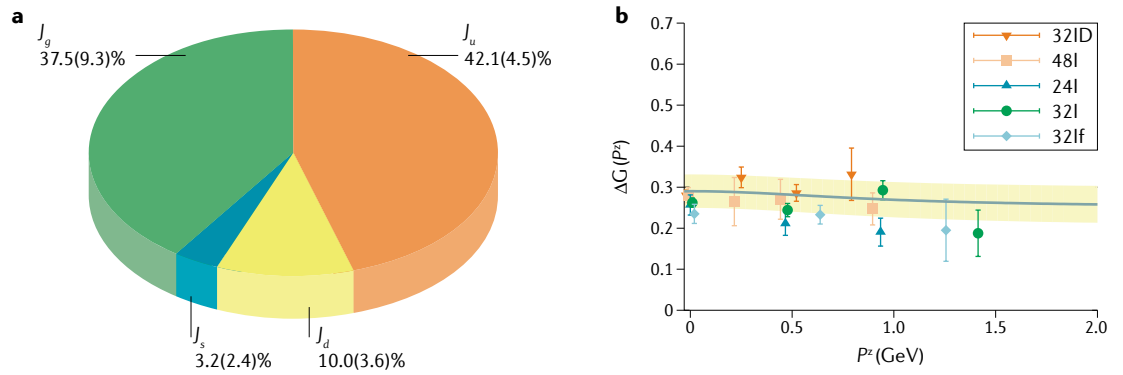 a
J_g
37.5(9.3)%
J_u
42.1(4.5)%
J_s
3.2(2.4)%
J_d
10.0(3.6)%
b
0.7
0.6
0.5
0.4
0.3
0.2
0.1
0
ΔG (P^z)
32ID
48I
24I
32I
32If
0 0.5 1.0 1.5 2.0
P^z (GeV)